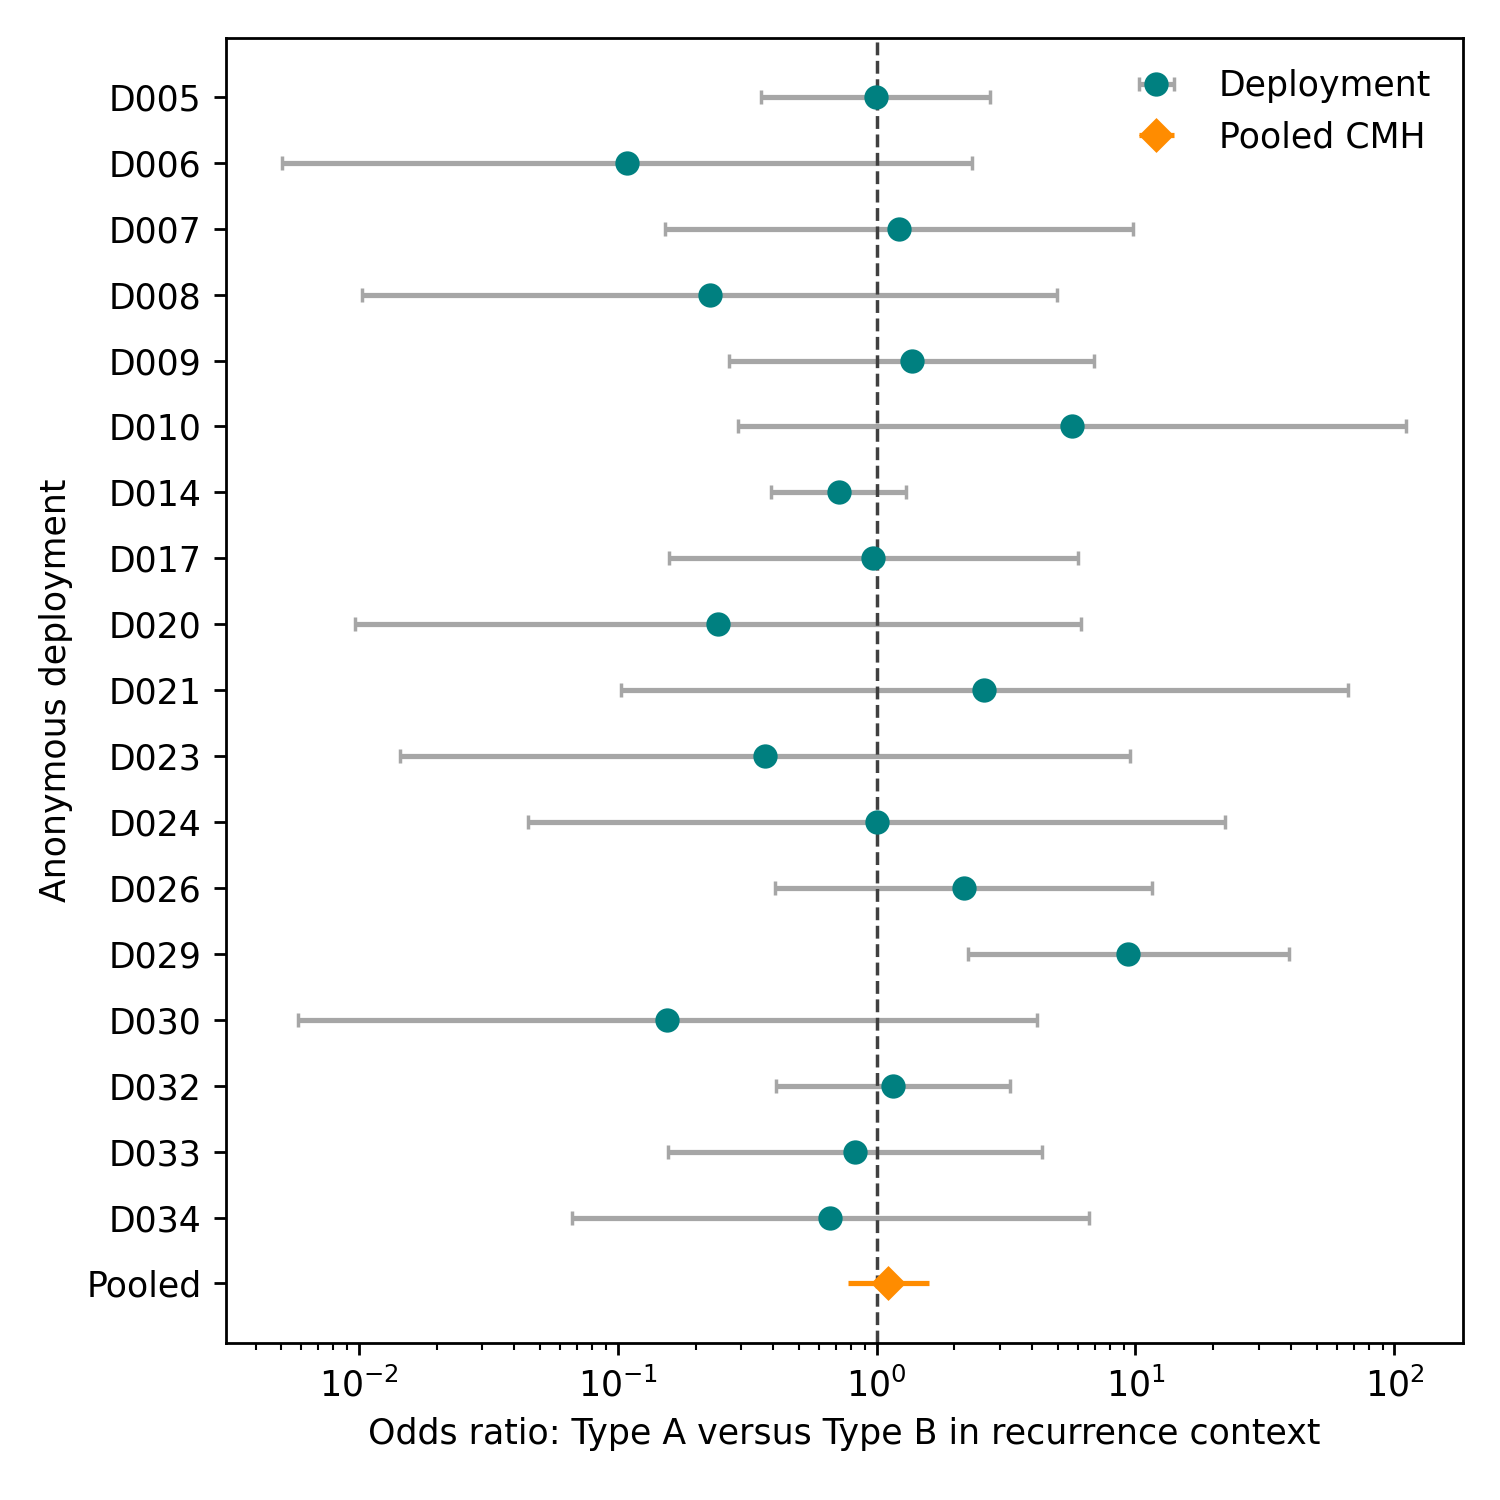 Deployment
Pooled CMH
D005
D006
D007
D008
D009
D010
D014
D017
D020
D021
D023
D024
D026
D029
D030
D032
D033
D034
Pooled
Anonymous deployment
10⁻² 10⁻¹ 10⁰ 10¹ 10²
Odds ratio: Type A versus Type B in recurrence context